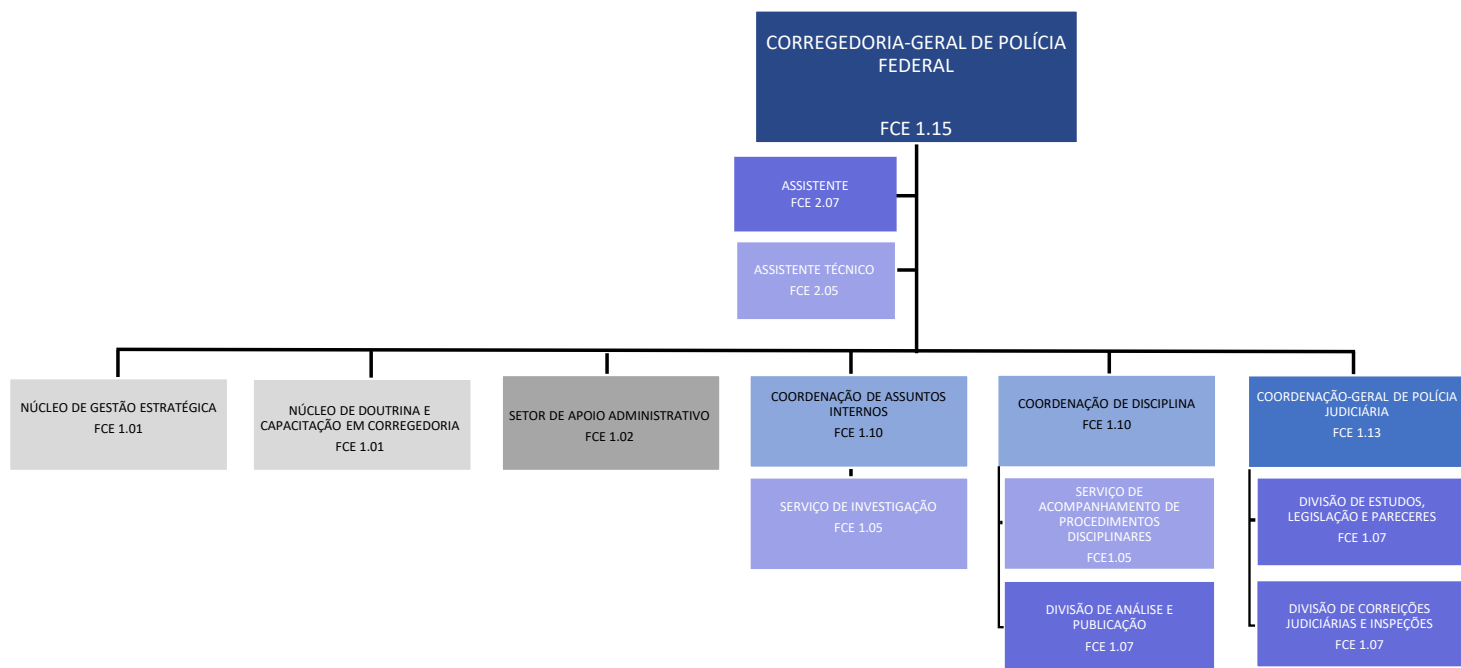 CORREGEDORIA-GERAL DE POLÍCIA
FEDERAL
FCE 1.15
ASSISTENTE
FCE 2.07
ASSISTENTE TÉCNICO
FCE 2.05
NÚCLEO DE GESTÃO ESTRATÉGICA
FCE 1.01
NÚCLEO DE DOUTRINA E
CAPACITAÇÃO EM CORREGEDORIA
FCE 1.01
SETOR DE APOIO ADMINISTRATIVO
FCE 1.02
COORDENAÇÃO DE ASSUNTOS
INTERNOS
FCE 1.10
SERVIÇO DE INVESTIGAÇÃO
FCE 1.05
COORDENAÇÃO DE DISCIPLINA
FCE 1.10
SERVIÇO DE
ACOMPANHAMENTO DE
PROCEDIMENTOS
DISCIPLINARES
FCE1.05
DIVISÃO DE ANÁLISE E
PUBLICAÇÃO
FCE 1.07
COORDENAÇÃO-GERAL DE POLÍCIA
JUDICIÁRIA
FCE 1.13
DIVISÃO DE ESTUDOS,
LEGISLAÇÃO E PARECERES
FCE 1.07
DIVISÃO DE CORREIÇÕES
JUDICIÁRIAS E INSPEÇÕES
FCE 1.07